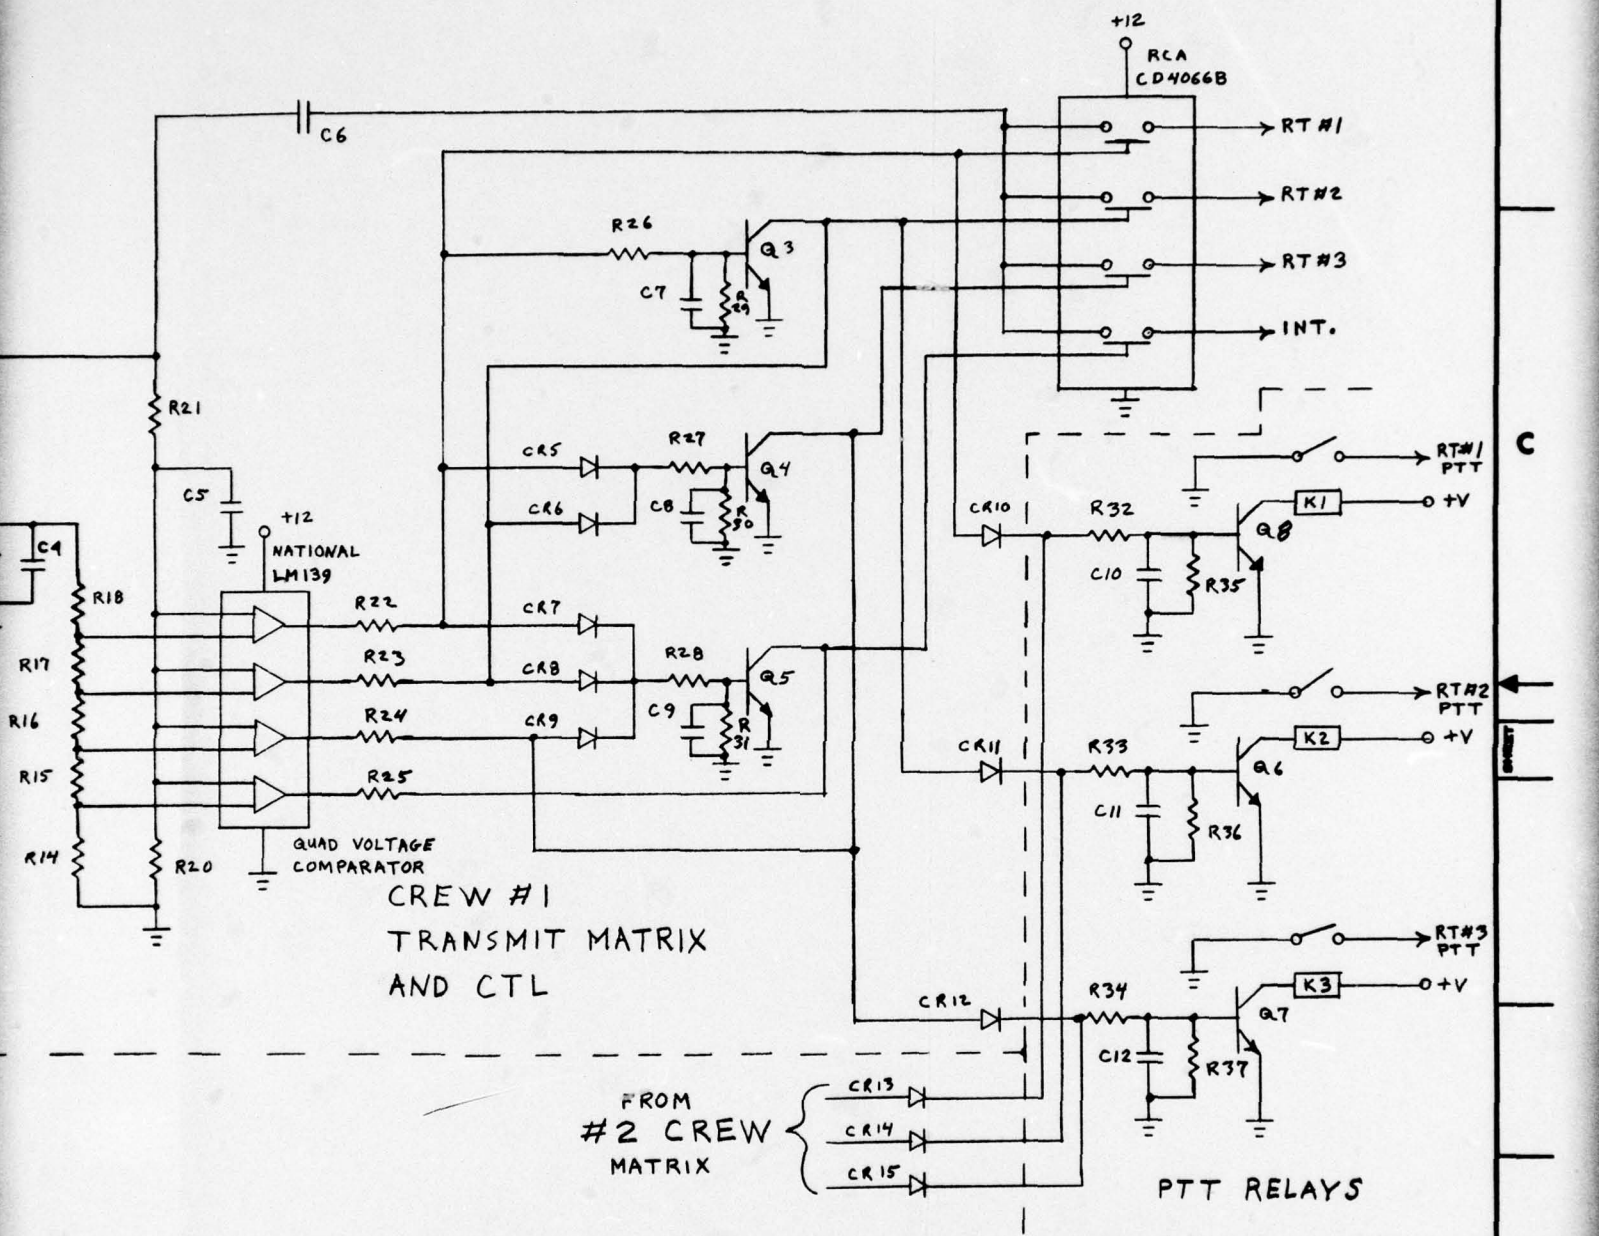 +12
RCA
CD4066B
C6
RT #1
RT#2
R26
Q3
RT#3
C7
R
29
INT.
R21
CR5
R27
Q4
RT#1
PTT
C
C5
CR6
C8
R
30
CR10
R32
K1
+V
+12
NATIONAL
LM139
C4
Q8
C10
R35
R18
R22
CR7
R17
R23
CR8
R28
Q5
RT#2
PTT
R16
R24
CR9
C9
R
31
CR11
R33
K2
+V
SHEET
Q6
R15
R25
C11
R36
R14
R20
QUAD VOLTAGE
COMPARATOR
CREW #1
TRANSMIT MATRIX
AND CTL
RT#3
PTT
CR12
R34
K3
+V
Q7
C12
R37
FROM
#2 CREW
MATRIX
CR13
CR14
CR15
PTT RELAYS